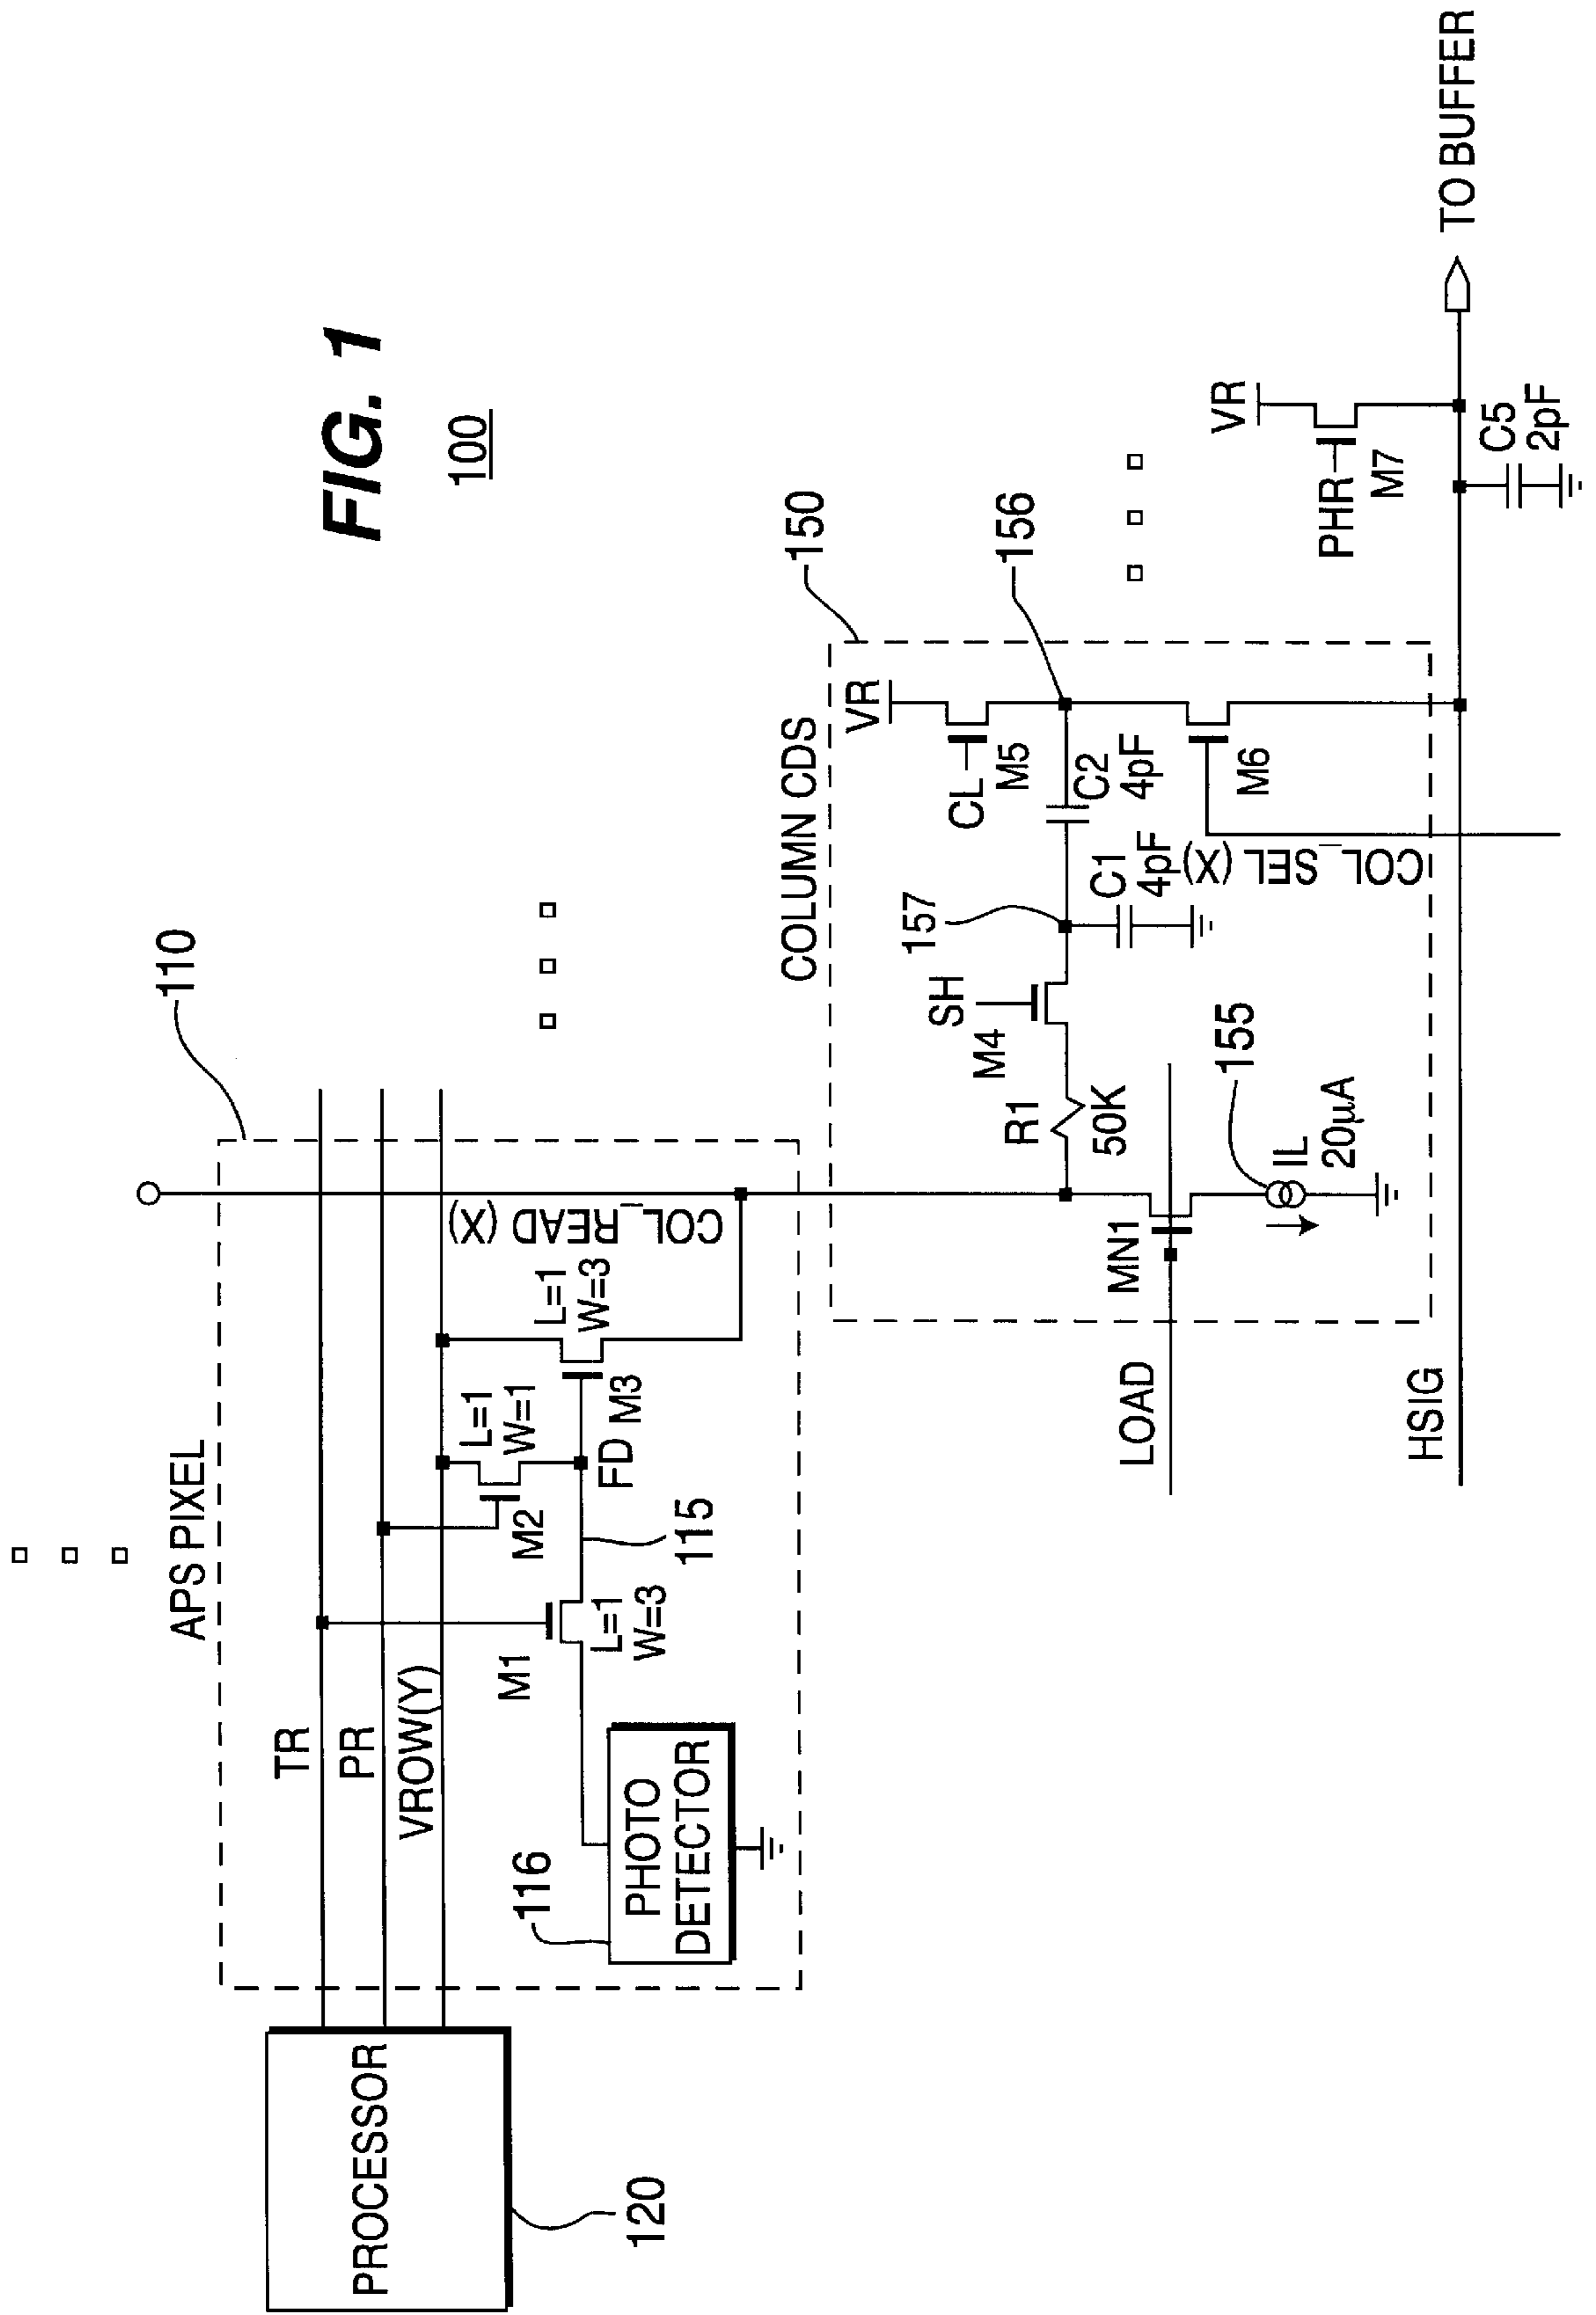 FIG. 1
100
APS PIXEL
110
PROCESSOR
120
TR
PR
VROW(Y)
M1
L=1
W=3
M2
L=1
W=1
FD
M3
L=1
W=3
COL_READ (X)
115
116
PHOTO
DETECTOR
COLUMN CDS
150
LOAD
MN1
IL
20μA
155
R1
50K
SH
M4
157
C1
4pF
C2
4pF
VR
CL
M5
156
M6
COL_SEL (X)
HSIG
VR
PHR
M7
C5
2pF
TO BUFFER